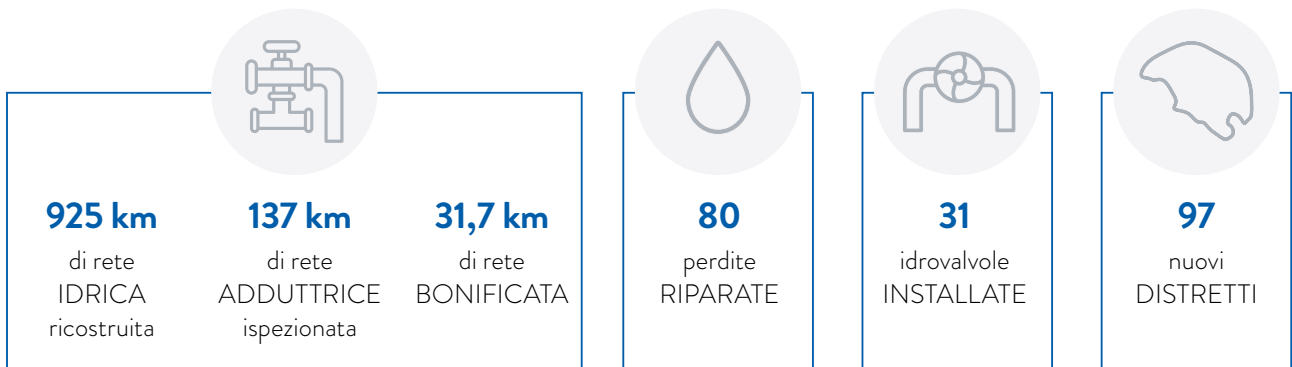 925 km
di rete
IDRICA
ricostruita
137 km
di rete
ADDUTTRICE
ispezionata
31,7 km
di rete
BONIFICATA
80
perdite
RIPARATE
31
idrovalvole
INSTALLATE
97
nuovi
DISTRETTI